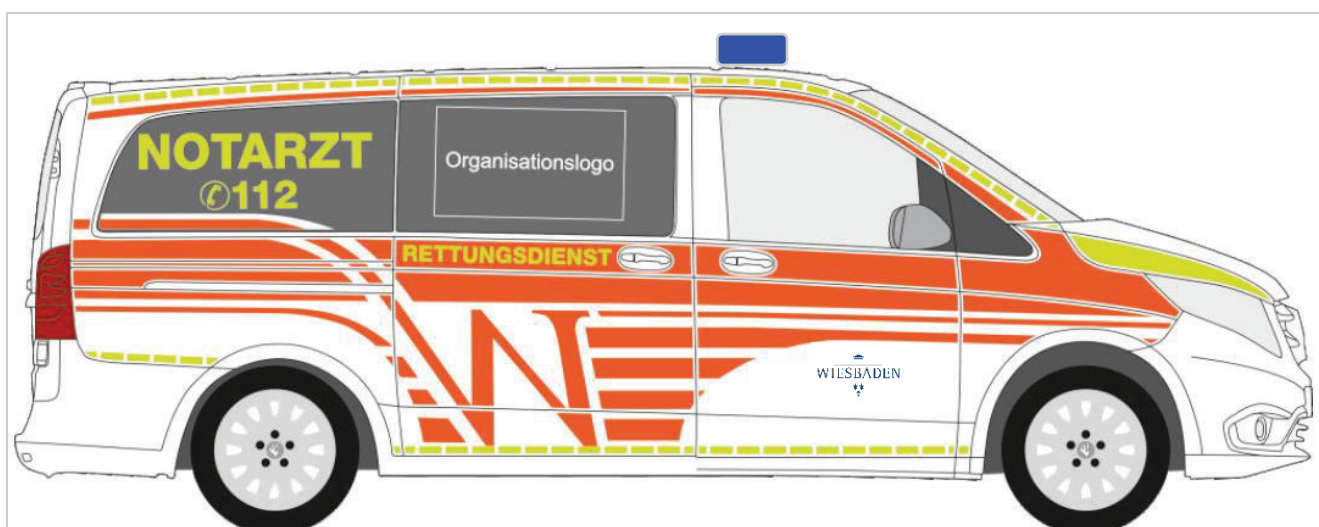 NOTARZT
✆112
Organisationslogo
RETTUNGSDIENST
W
WIESBADEN